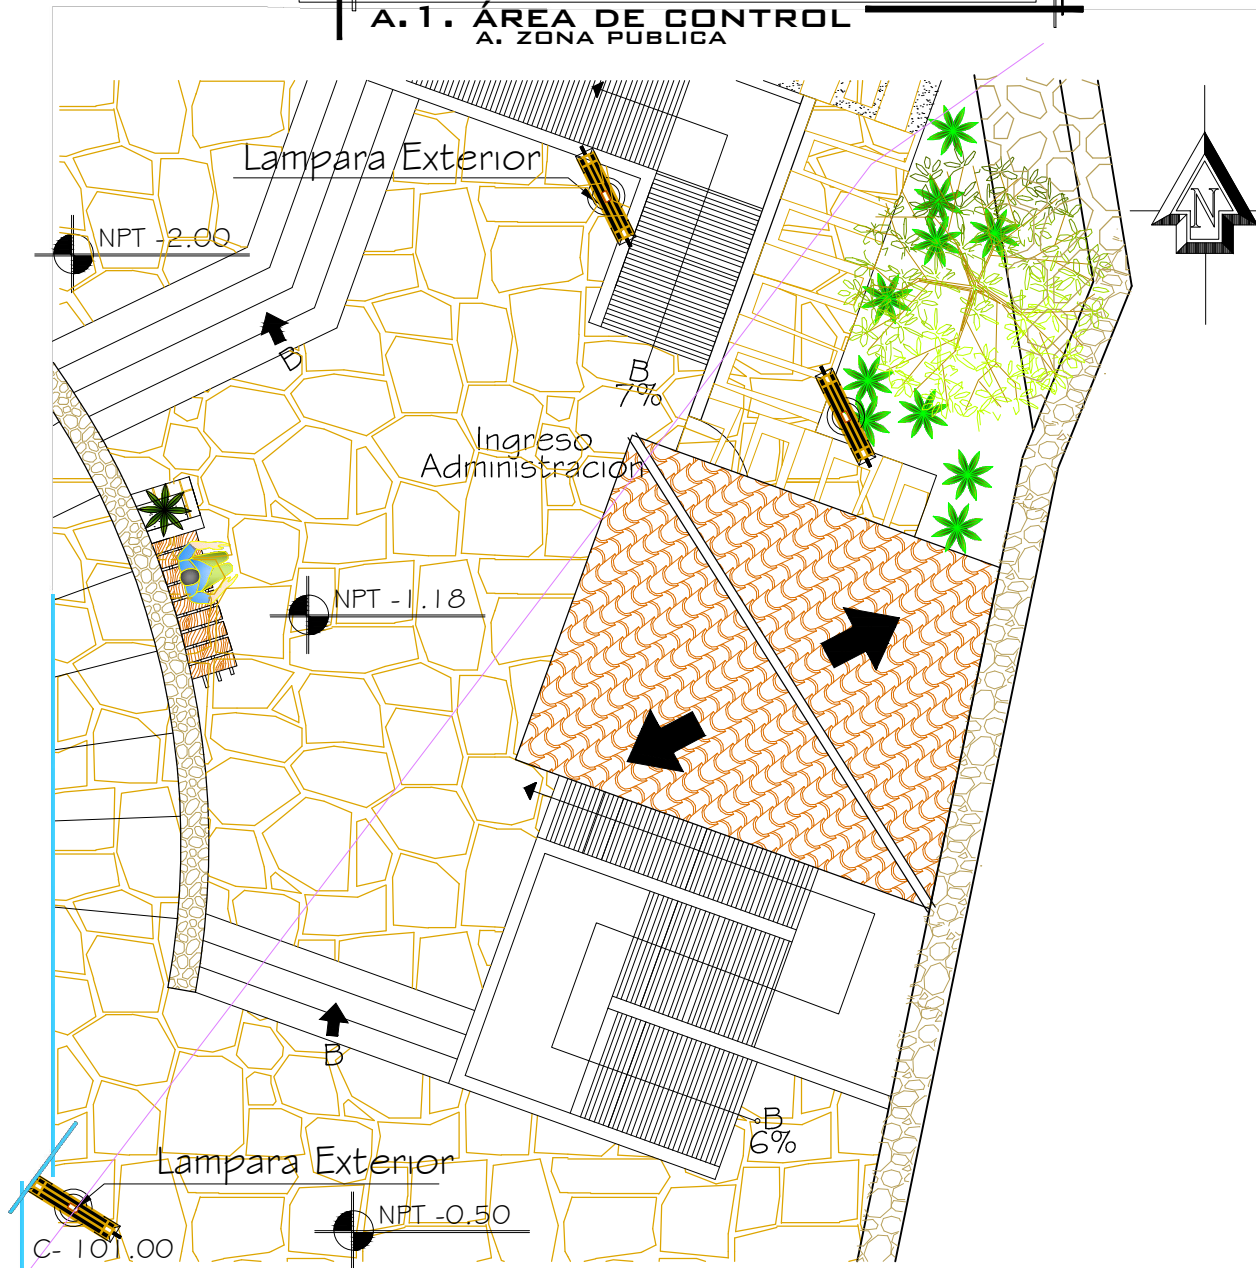 A.1. ÁREA DE CONTROL
A. ZONA PUBLICA
Lampara Exterior
N
NPT -2.00
B
B
7%
Ingreso
Administracion
NPT -1.18
B
B
6%
Lampara Exterior
NPT -0.50
C- 101.00